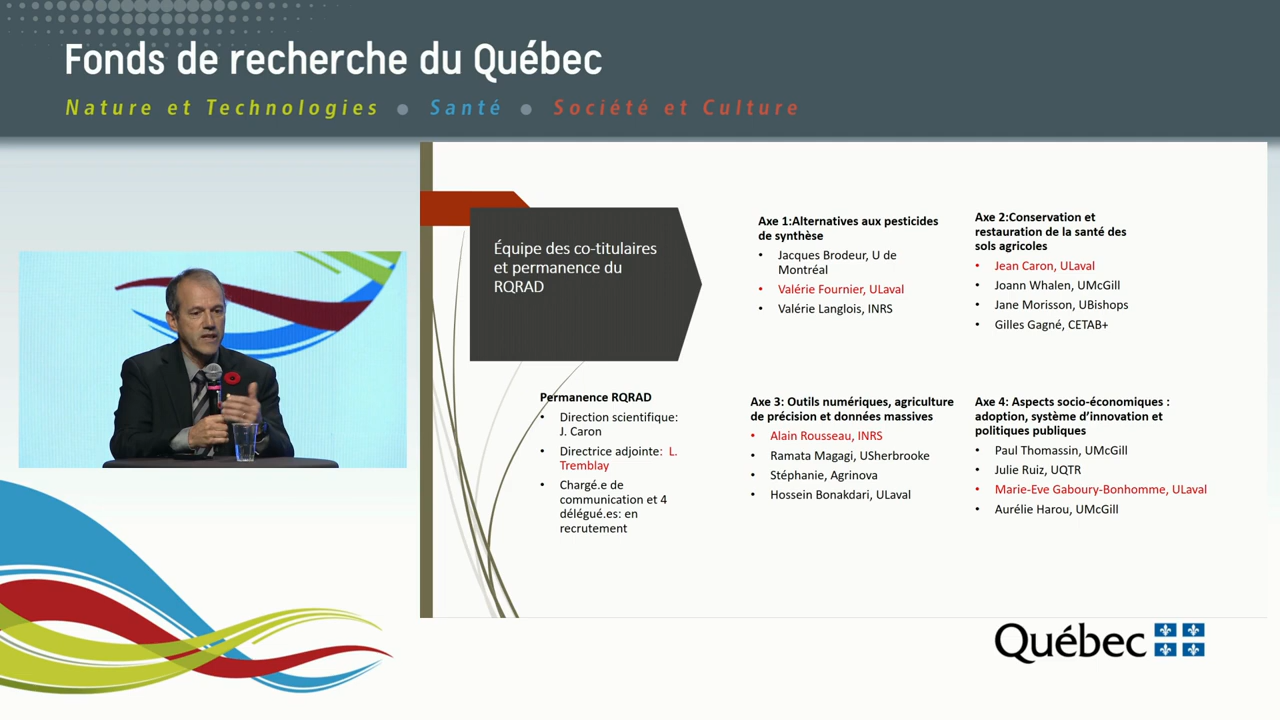 Fonds de recherche du Québec
Nature et Technologies ● Santé ● Société et Culture
Équipe des co-titulaires
et permanence du
RQRAD
Axe 1:Alternatives aux pesticides
de synthèse
• Jacques Brodeur, U de
Montréal
• Valérie Fournier, ULaval
• Valérie Langlois, INRS
Axe 2:Conservation et
restauration de la santé des
sols agricoles
• Jean Caron, ULaval
• Joann Whalen, UMcGill
• Jane Morisson, UBishops
• Gilles Gagné, CETAB+
Permanence RQRAD
• Direction scientifique:
J. Caron
• Directrice adjointe: L.
Tremblay
• Chargé.e de
communication et 4
délégué.es: en
recrutement
Axe 3: Outils numériques, agriculture
de précision et données massives
• Alain Rousseau, INRS
• Ramata Magagi, USherbrooke
• Stéphanie, Agrinova
• Hossein Bonakdari, ULaval
Axe 4: Aspects socio-économiques :
adoption, système d'innovation et
politiques publiques
• Paul Thomassin, UMcGill
• Julie Ruiz, UQTR
• Marie-Eve Gaboury-Bonhomme, ULaval
• Aurélie Harou, UMcGill
Québec